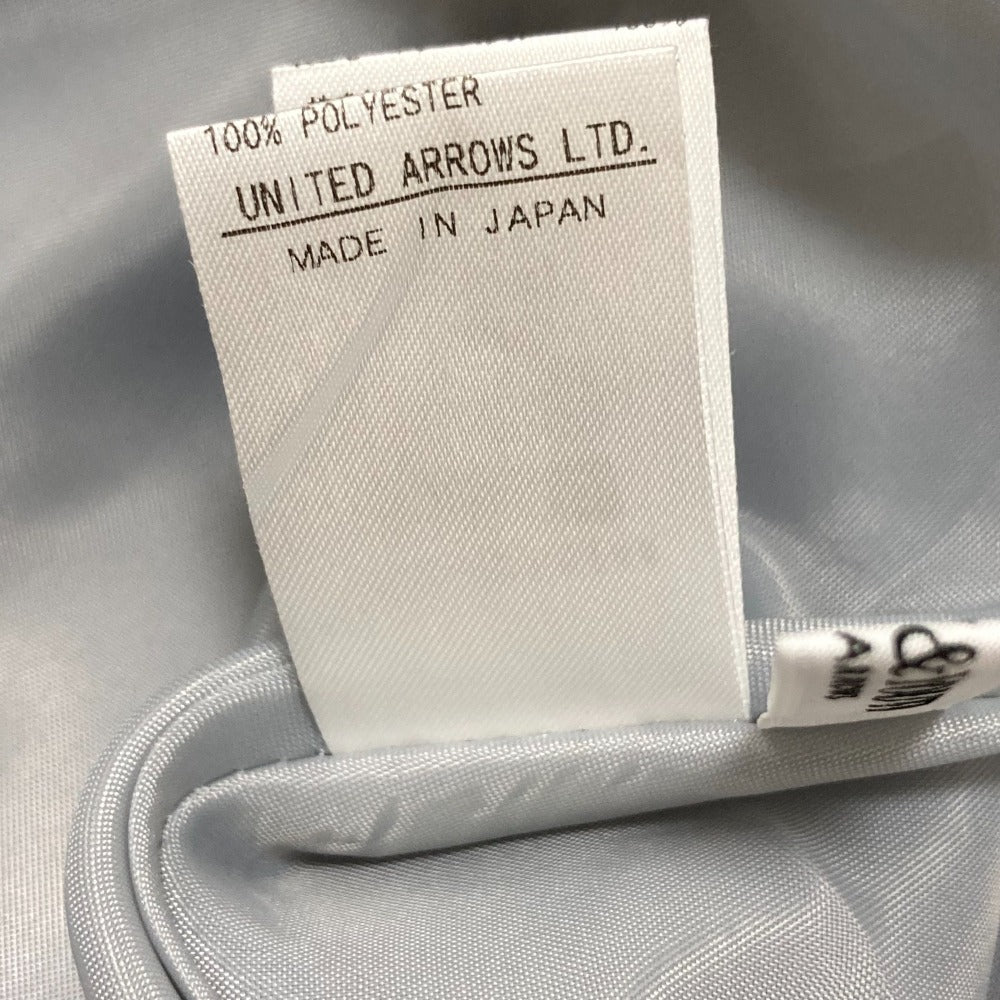 100% POLYESTER
UNITED ARROWS LTD.
MADE IN JAPAN
&